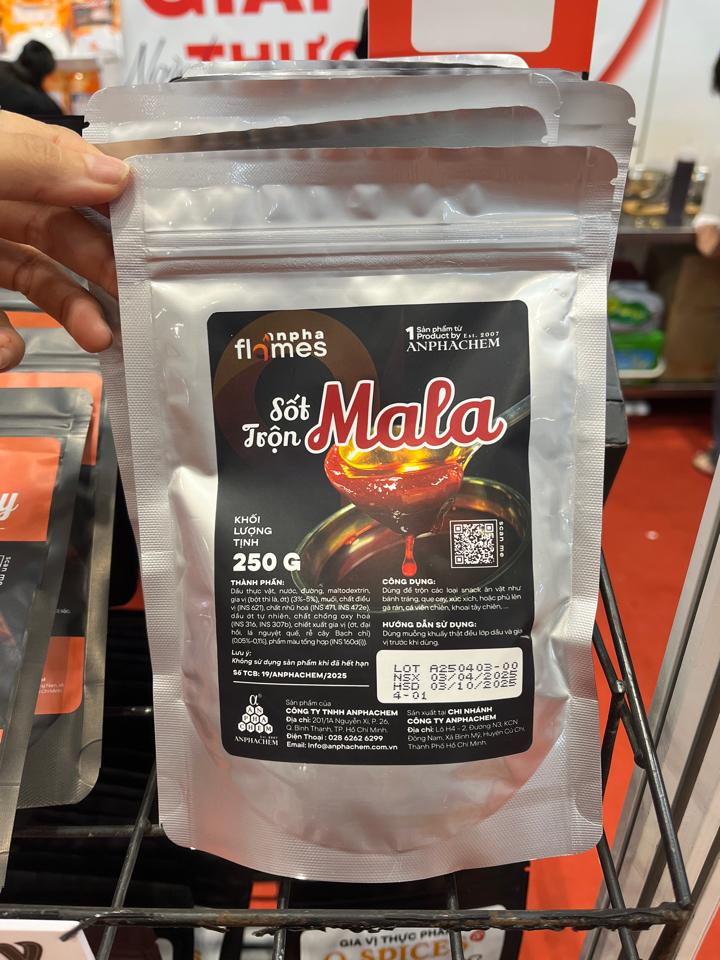 THỰC
anpha
flames
1 Sản phẩm từ
Product by Est. 2007
ANPHACHEM
Sốt
Trộn
Mala
KHỐI
LƯỢNG
TỊNH
250 G
scan me
THÀNH PHẦN:
Dầu thực vật, nước, đường, maltodextrin,
gia vị (bột thì là, ớt) (3%-5%), muối, chất điều
vị (INS 621), chất nhũ hoá (INS 471, INS 472e),
dầu ớt tự nhiên, chất chống oxy hoá
(INS 316, INS 307b), chiết xuất gia vị (ớt, đại
hồi, lá nguyệt quế, rễ cây Bạch chỉ)
(0.05%-0,1%), phẩm màu tổng hợp (INS 160d(i)).
Lưu ý:
Không sử dụng sản phẩm khi đã hết hạn
Số TCB: 19/ANPHACHEM/2025
CÔNG DỤNG:
Dùng để trộn các loại snack ăn vặt như
bánh tráng, que cay, xúc xích, hoặc phủ lên
gà rán, cá viên chiên, khoai tây chiên, ...
HƯỚNG DẪN SỬ DỤNG:
Dùng muỗng khuấy thật đều lớp dầu và gia
vị trước khi dùng.
LOT A250403-00
NSX 03/04/2025
HSD 03/10/2025
4-01
α
ANPHACHEM
Est. 2007
ANPHACHEM
Sản phẩm của
CÔNG TY TNHH ANPHACHEM
Địa chỉ: 201/1A Nguyễn Xí, P. 26,
Q. Bình Thạnh, TP. Hồ Chí Minh.
Điện Thoại : 028 6262 6299
Email: Info@anphachem.com.vn
Sản xuất tại CHI NHÁNH
CÔNG TY ANPHACHEM
Địa chỉ: Lô H4 - 2, Đường N3, KCN
Đông Nam, Xã Bình Mỹ, Huyện Củ Chi,
Thành Phố Hồ Chí Minh.
scan me
GIA VỊ THỰC PHẨM
SPICES